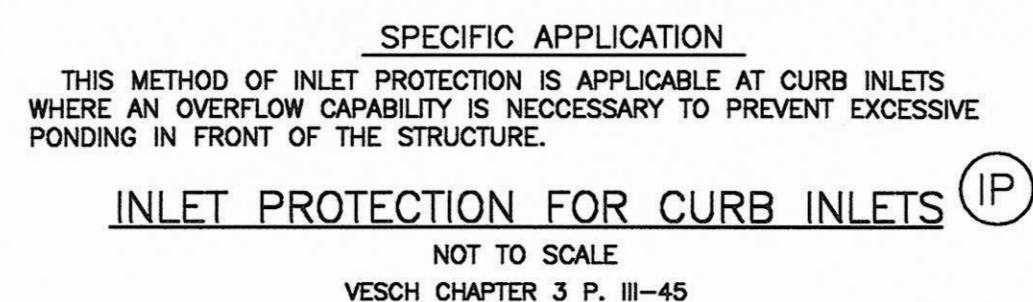 SPECIFIC APPLICATION
THIS METHOD OF INLET PROTECTION IS APPLICABLE AT CURB INLETS
WHERE AN OVERFLOW CAPABILITY IS NECCESSARY TO PREVENT EXCESSIVE
PONDING IN FRONT OF THE STRUCTURE.
INLET PROTECTION FOR CURB INLETS IP
NOT TO SCALE
VESCH CHAPTER 3 P. III-45